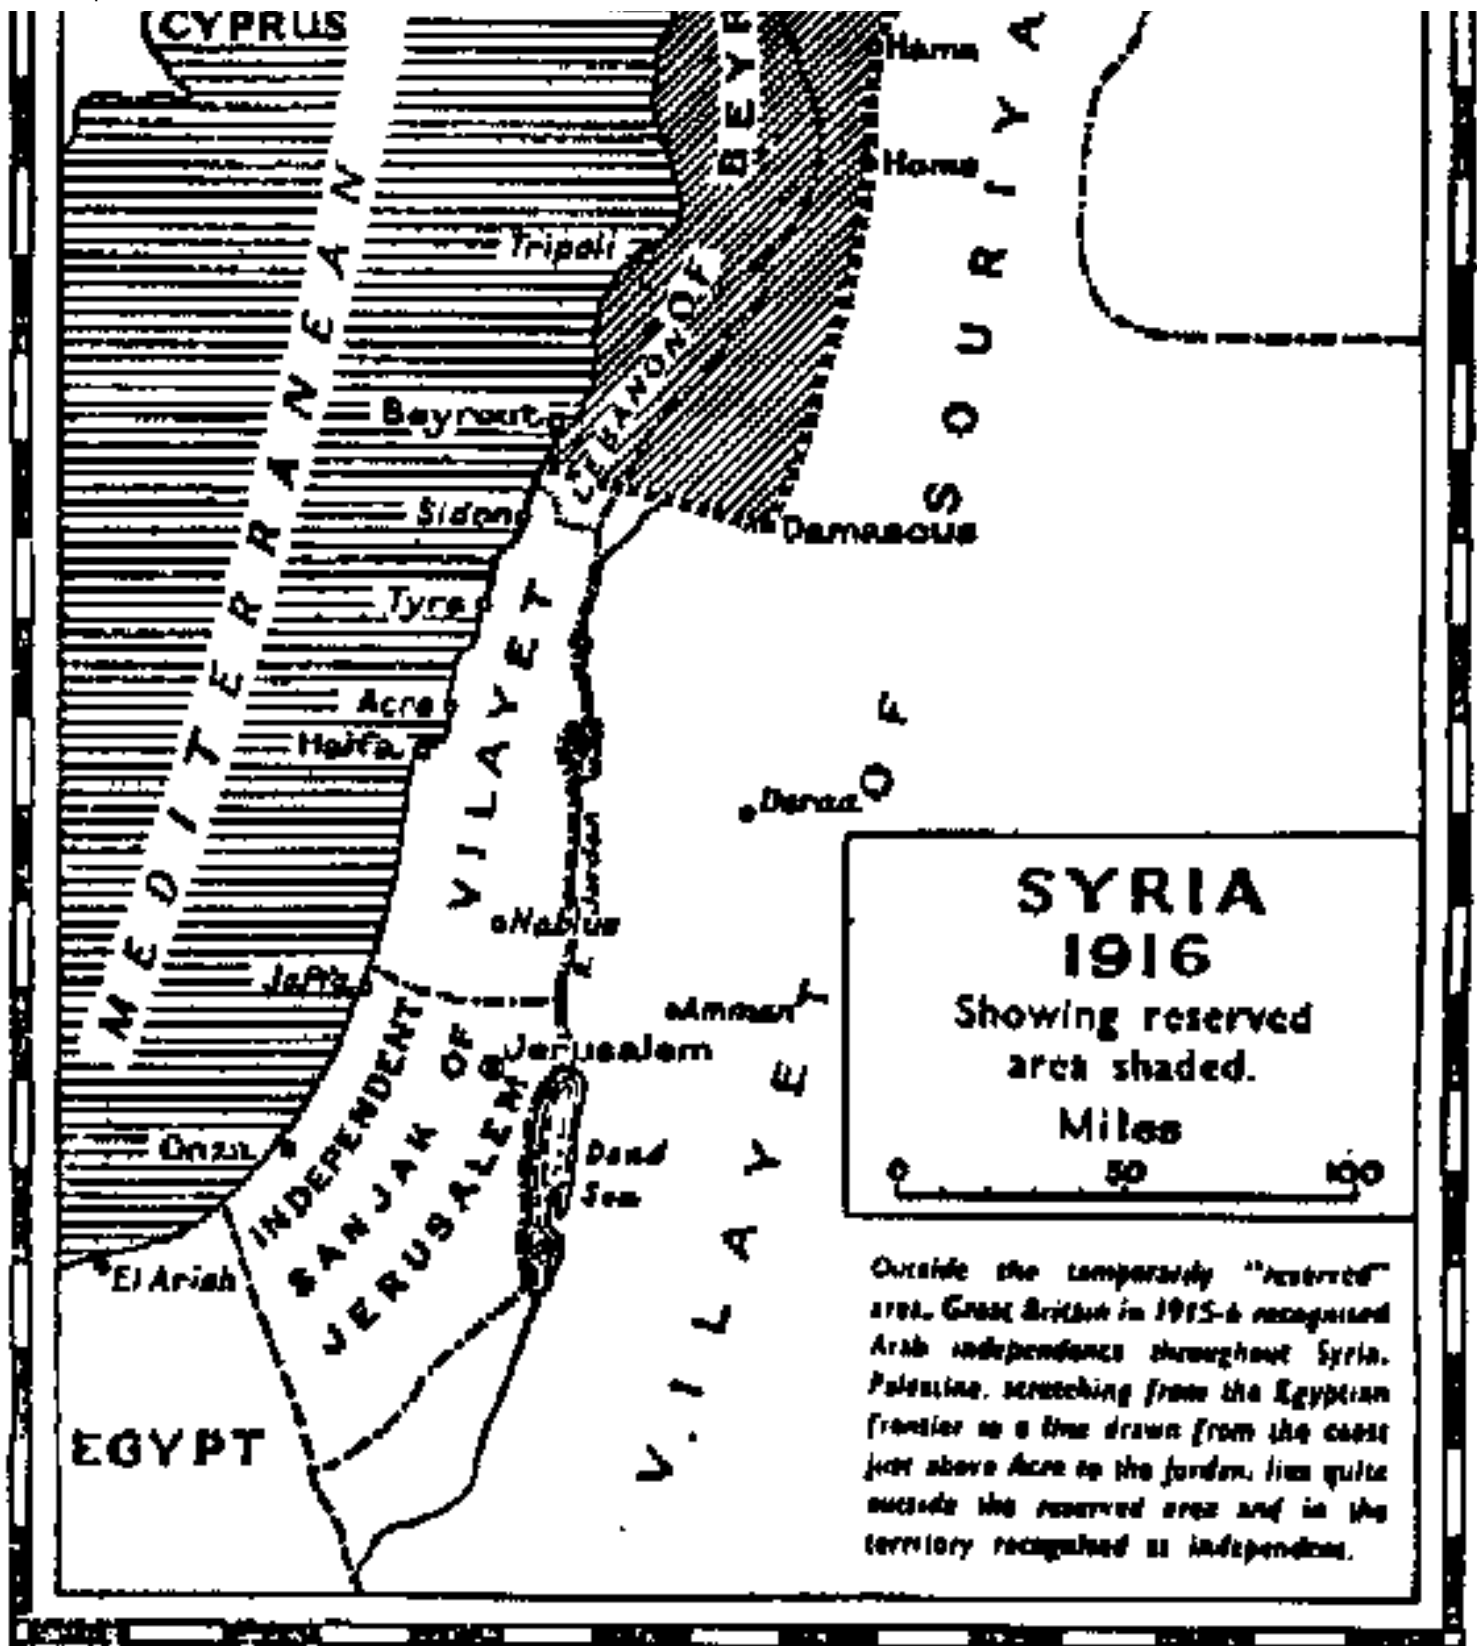 CYPRUS
MEDITERRANEAN
Hama
Homs
Tripoli
VILAYET OF BEYR
LEBANON
Beyrout
Sidon
Damascus
Tyre
Acre
Haifa
Deraa
Jordan
R.
Nablus
Jaffa
Amman
Jerusalem
INDEPENDENT
SANJAK OF
JERUSALEM
Gaza
Dead
Sea
El Arish
EGYPT
VILAYET OF SOURIYA
SYRIA
1916
Showing reserved
area shaded.
Miles
0 50 100
Outside the temporarily "reserved"
area, Great Britain in 1915-6 recognised
Arab independence throughout Syria.
Palestine, stretching from the Egyptian
frontier to a line drawn from the coast
just above Acre to the Jordan, lies quite
outside the reserved area and in the
territory recognised as independent.